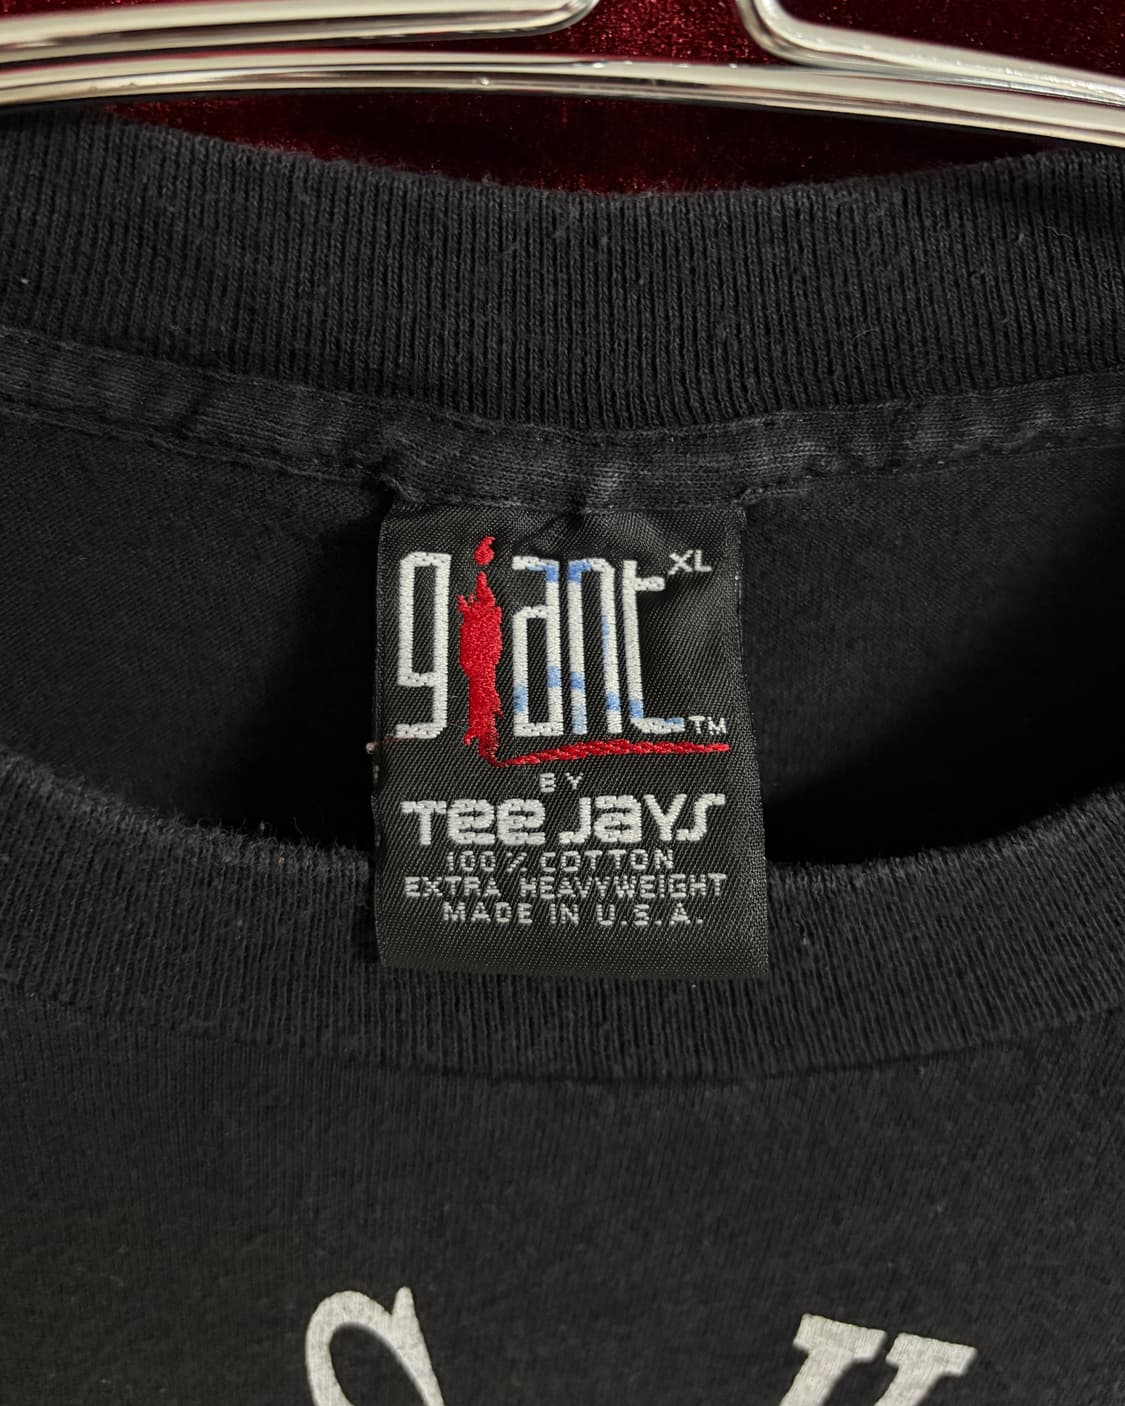 giant XL
TM
BY
Tee Jays
100% COTTON
EXTRA HEAVYWEIGHT
MADE IN U.S.A.